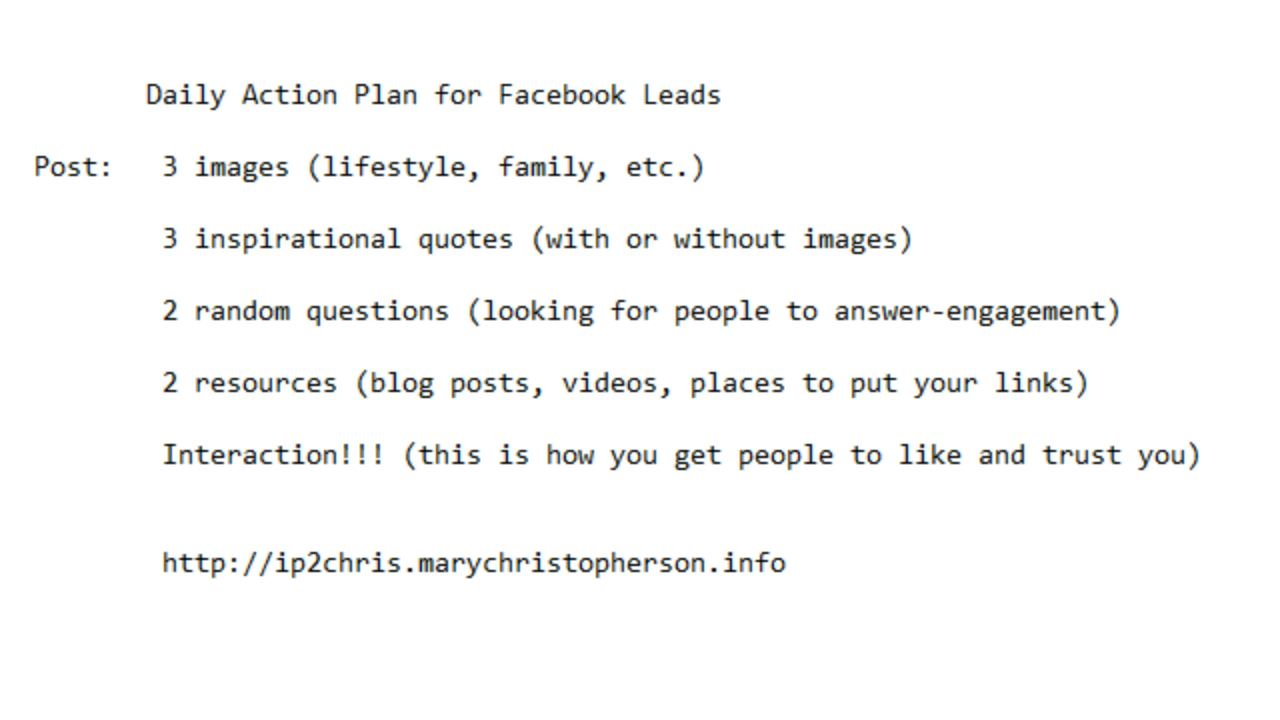 Daily Action Plan for Facebook Leads
Post: 3 images (lifestyle, family, etc.)
3 inspirational quotes (with or without images)
2 random questions (looking for people to answer-engagement)
2 resources (blog posts, videos, places to put your links)
Interaction!!! (this is how you get people to like and trust you)
http://ip2chris.marychristopherson.info